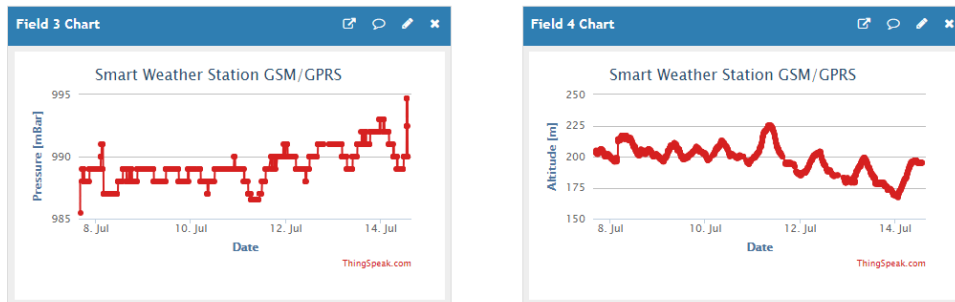 Field 3 Chart
Smart Weather Station GSM/GPRS
Pressure [mBar]
995
990
985
8. Jul
10. Jul
12. Jul
14. Jul
Date
ThingSpeak.com
Field 4 Chart
Smart Weather Station GSM/GPRS
Altitude [m]
250
225
200
175
150
8. Jul
10. Jul
12. Jul
14. Jul
Date
ThingSpeak.com